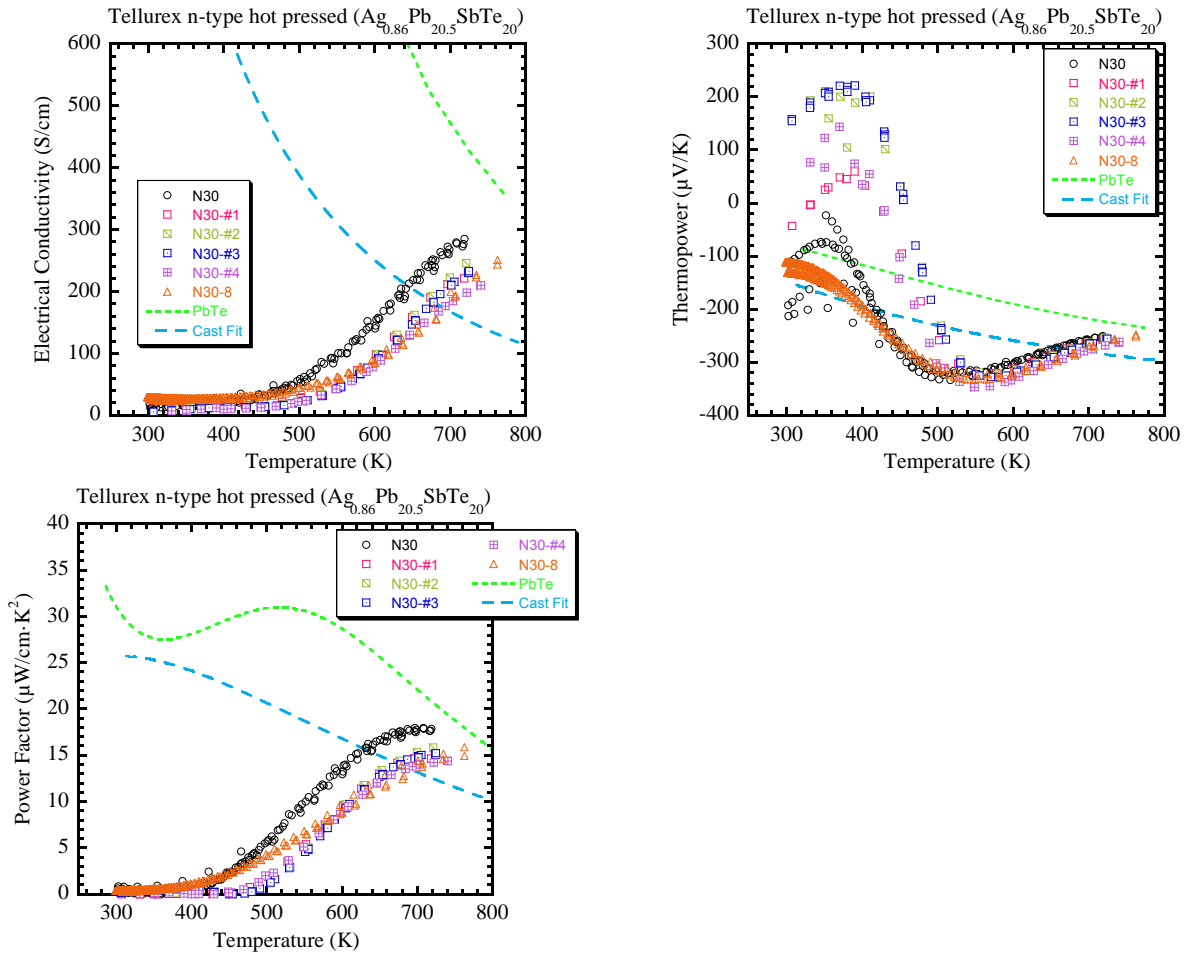 Tellurex n-type hot pressed (Ag0.86Pb20.5SbTe20)
600
500
400
300
200
100
0
Electrical Conductivity (S/cm)
N30
N30-#1
N30-#2
N30-#3
N30-#4
N30-8
PbTe
Cast Fit
300 400 500 600 700 800
Temperature (K)
Tellurex n-type hot pressed (Ag0.86Pb20.5SbTe20)
300
200
100
0
-100
-200
-300
-400
Thermopower (µV/K)
N30
N30-#1
N30-#2
N30-#3
N30-#4
N30-8
PbTe
Cast Fit
300 400 500 600 700 800
Temperature (K)
Tellurex n-type hot pressed (Ag0.86Pb20.5SbTe20)
40
35
30
25
20
15
10
5
0
Power Factor (µW/cm·K2)
N30
N30-#1
N30-#2
N30-#3
N30-#4
N30-8
PbTe
Cast Fit
300 400 500 600 700 800
Temperature (K)